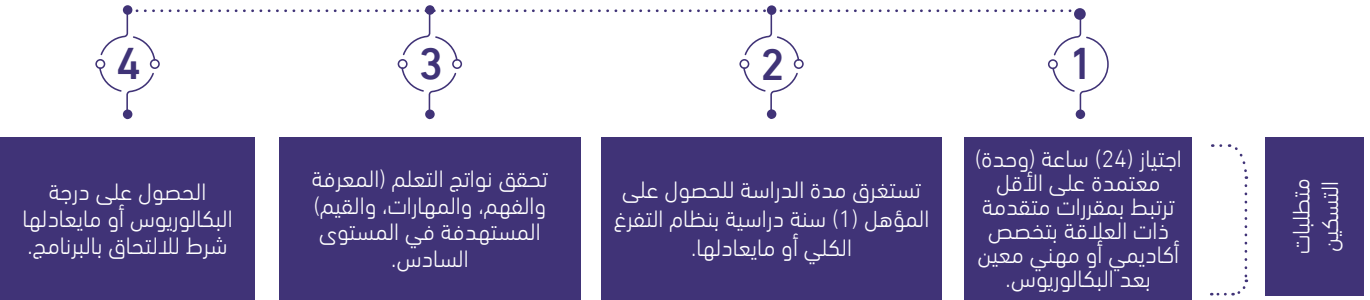 متطلبات
التسكين
1
اجتياز (24) ساعة (وحدة)
معتمدة على الأقل
ترتبط بمقررات متقدمة
ذات العلاقة بتخصص
أكاديمي أو مهني معين
بعد البكالوريوس.
2
تستغرق مدة الدراسة للحصول على
المؤهل (1) سنة دراسية بنظام التفرغ
الكلي أو مايعادلها.
3
تحقق نواتج التعلم (المعرفة
والفهم، والمهارات، والقيم)
المستهدفة في المستوى
السادس.
4
الحصول على درجة
البكالوريوس أو مايعادلها
شرط للالتحاق بالبرنامج.